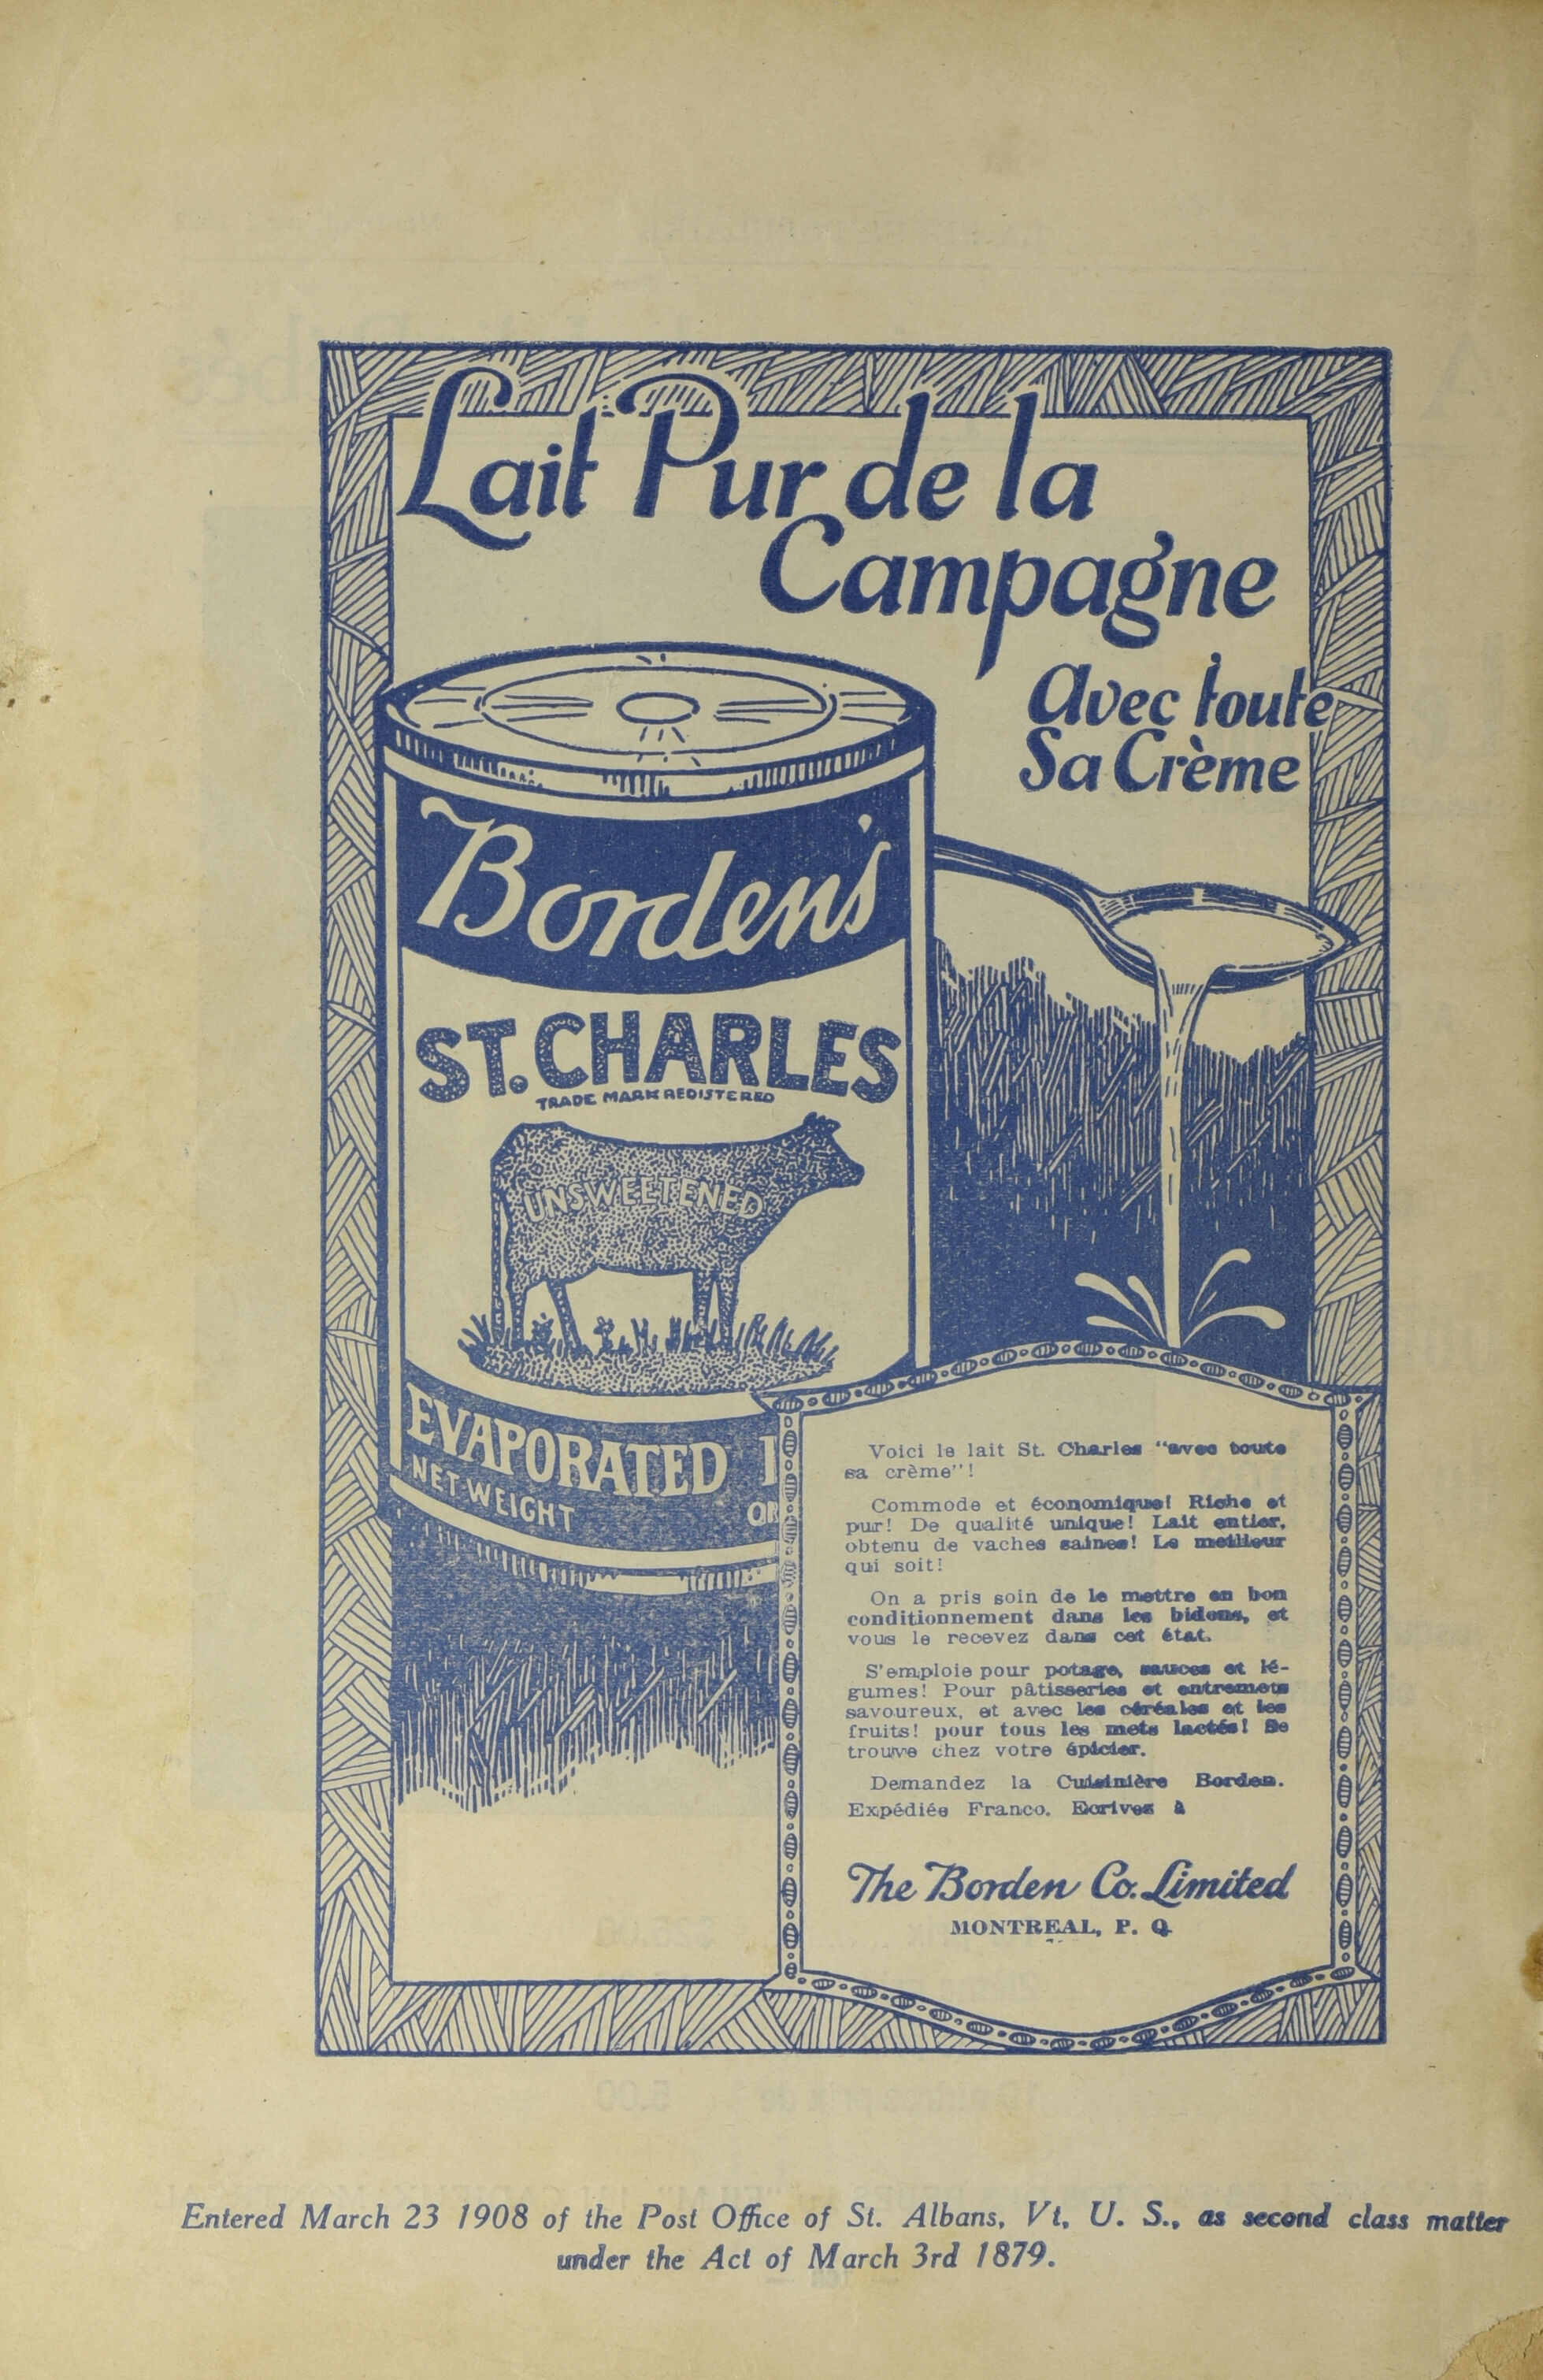 Lait Pur de la
Campagne
Avec toute
Sa Crème
Borden's
ST. CHARLES
TRADE MARK REGISTERED
UNSWEETENED
EVAPORATED
NET WEIGHT
Voici le lait St. Charles "avec toute
sa crème"!
Commode et économique! Riche et
pur! De qualité unique! Lait entier,
obtenu de vaches saines! Le meilleur
qui soit!
On a pris soin de le mettre en bon
conditionnement dans les bidons, et
vous le recevez dans cet état.
S'emploie pour potage, sauces et lé-
gumes! Pour pâtisseries et entremets
savoureux, et avec les céréales et les
fruits! pour tous les mets lactés! Se
trouve chez votre épicier.
Demandez la Cuisinière Borden.
Expédiée Franco. Ecrivez à
The Borden Co. Limited
MONTREAL, P. Q.
Entered March 23 1908 of the Post Office of St. Albans, Vt, U. S., as second class matter
under the Act of March 3rd 1879.